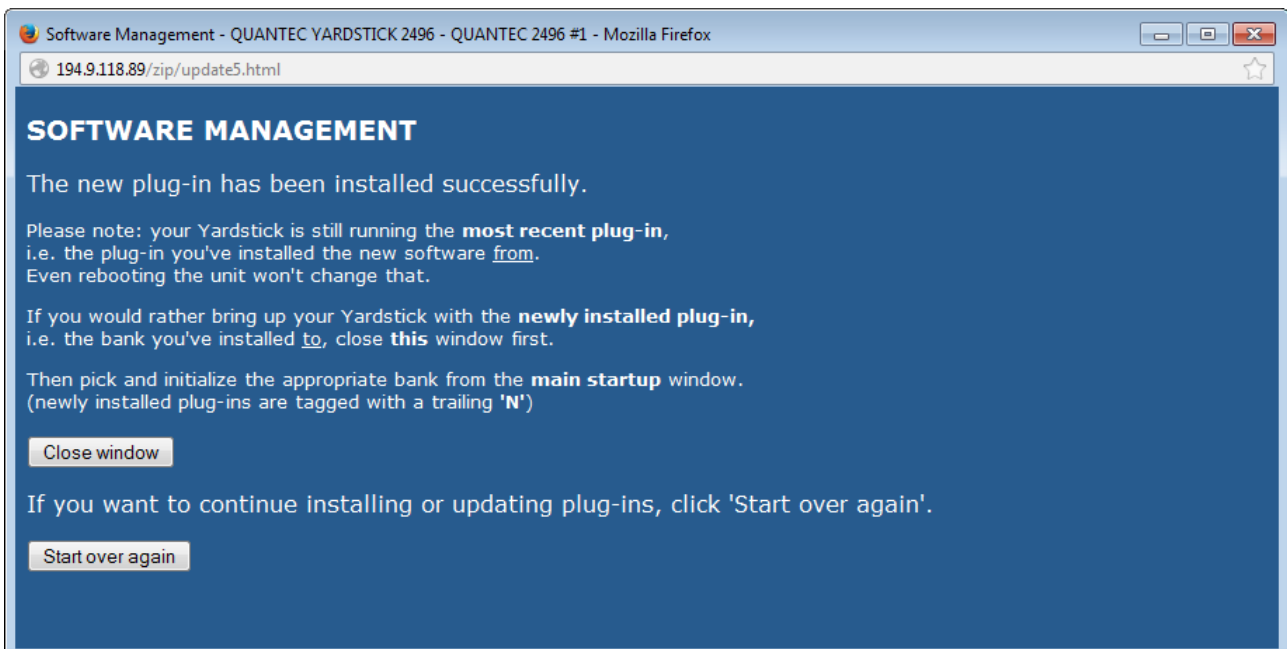 Software Management - QUANTEC YARDSTICK 2496 - QUANTEC 2496 #1 - Mozilla Firefox
194.9.118.89/zip/update5.html
SOFTWARE MANAGEMENT
The new plug-in has been installed successfully.
Please note: your Yardstick is still running the most recent plug-in,
i.e. the plug-in you've installed the new software from.
Even rebooting the unit won't change that.
If you would rather bring up your Yardstick with the newly installed plug-in,
i.e. the bank you've installed to, close this window first.
Then pick and initialize the appropriate bank from the main startup window.
(newly installed plug-ins are tagged with a trailing 'N')
Close window
If you want to continue installing or updating plug-ins, click 'Start over again'.
Start over again